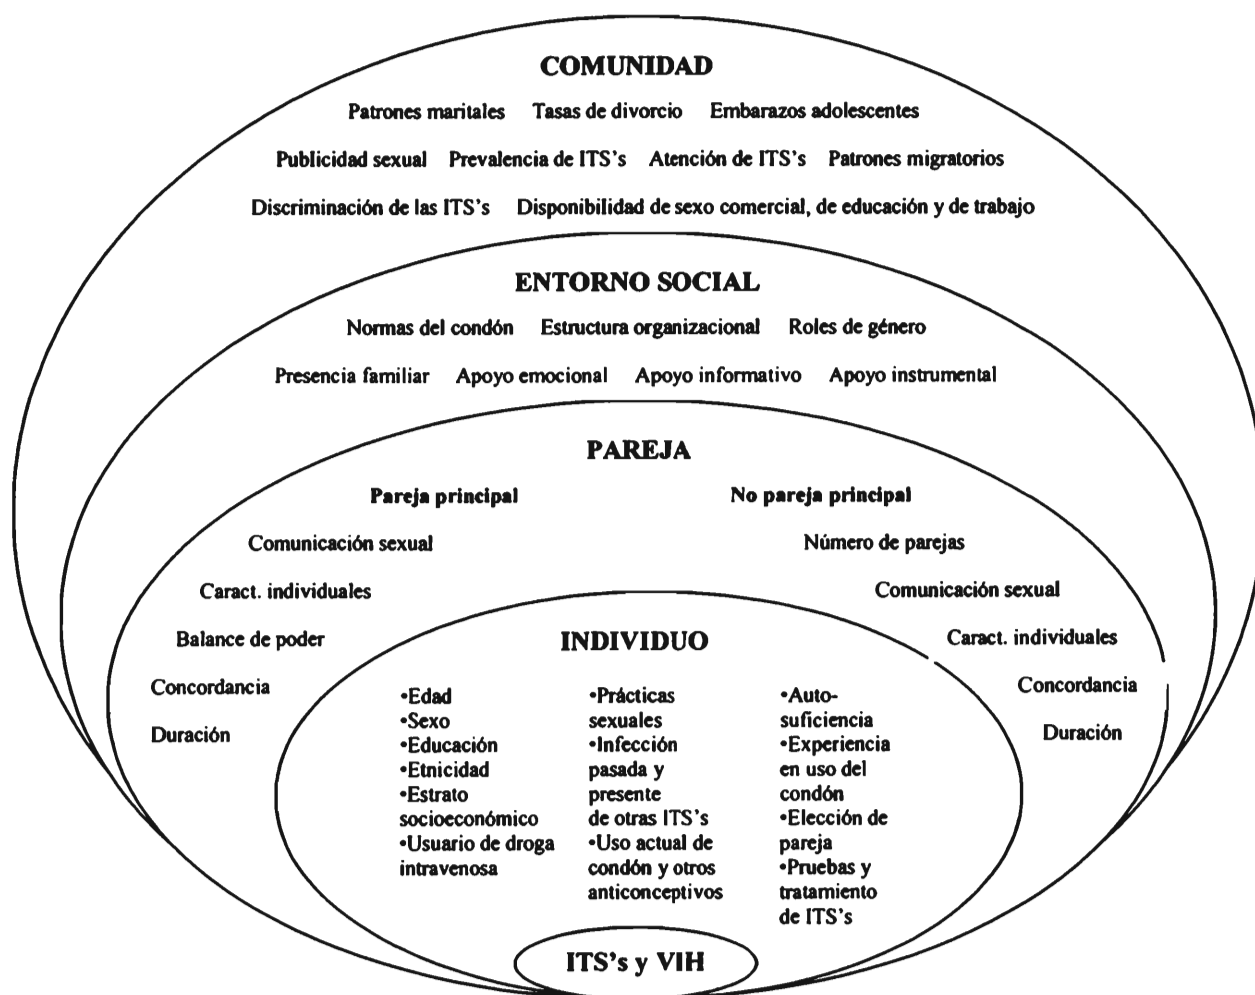 COMUNIDAD
Patrones maritales Tasas de divorcio Embarazos adolescentes
Publicidad sexual Prevalencia de ITS's Atención de ITS's Patrones migratorios
Discriminación de las ITS's Disponibilidad de sexo comercial, de educación y de trabajo
ENTORNO SOCIAL
Normas del condón Estructura organizacional Roles de género
Presencia familiar Apoyo emocional Apoyo informativo Apoyo instrumental
PAREJA
Pareja principal
Comunicación sexual
Caract. individuales
Balance de poder
Concordancia
Duración
No pareja principal
Número de parejas
Comunicación sexual
Caract. individuales
Concordancia
Duración
INDIVIDUO
•Edad
•Sexo
•Educación
•Etnicidad
•Estrato
socioeconómico
•Usuario de droga
intravenosa
•Prácticas
sexuales
•Infección
pasada y
presente
de otras ITS's
•Uso actual de
condón y otros
anticonceptivos
•Auto-
suficiencia
•Experiencia
en uso del
condón
•Elección de
pareja
•Pruebas y
tratamiento
de ITS's
ITS's y VIH